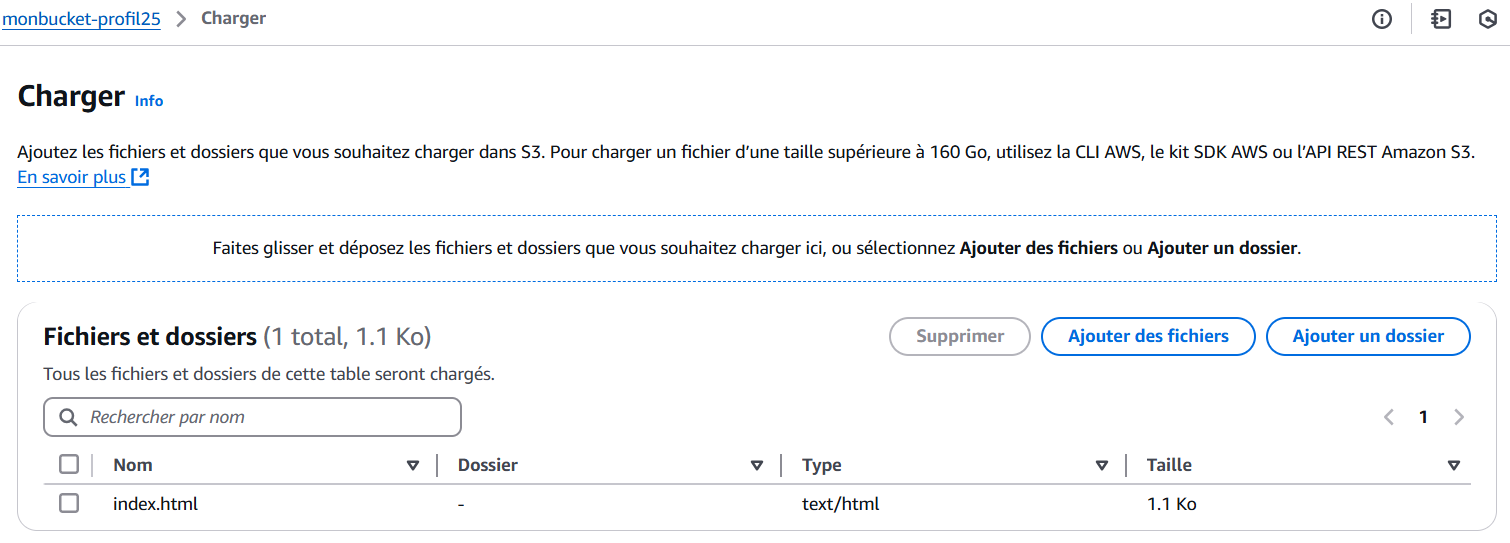 monbucket-profil25 > Charger
Charger Info
Ajoutez les fichiers et dossiers que vous souhaitez charger dans S3. Pour charger un fichier d’une taille supérieure à 160 Go, utilisez la CLI AWS, le kit SDK AWS ou l’API REST Amazon S3.
En savoir plus
Faites glisser et déposez les fichiers et dossiers que vous souhaitez charger ici, ou sélectionnez Ajouter des fichiers ou Ajouter un dossier.
Fichiers et dossiers (1 total, 1.1 Ko) Supprimer Ajouter des fichiers Ajouter un dossier
Tous les fichiers et dossiers de cette table seront chargés.
Rechercher par nom 1
Nom Dossier Type Taille
index.html - text/html 1.1 Ko